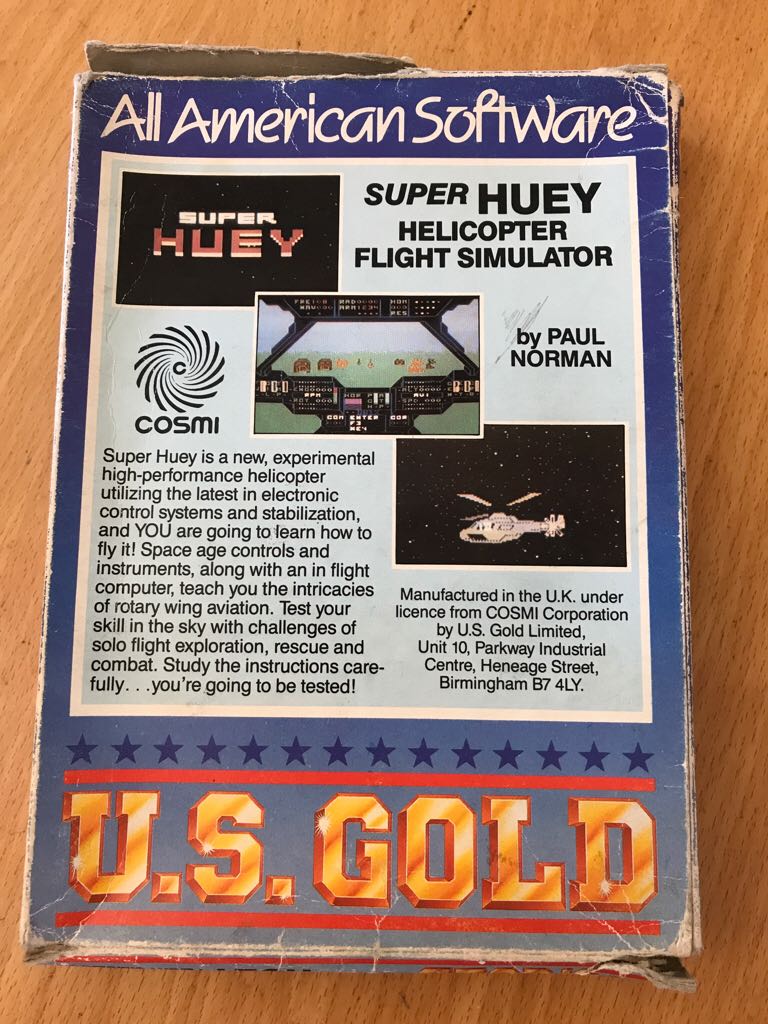 All American Software
SUPER
HUEY
SUPER HUEY
HELICOPTER
FLIGHT SIMULATOR
by PAUL
NORMAN
COSMI
Super Huey is a new, experimental
high-performance helicopter
utilizing the latest in electronic
control systems and stabilization,
and YOU are going to learn how to
fly it! Space age controls and
instruments, along with an in flight
computer, teach you the intricacies
of rotary wing aviation. Test your
skill in the sky with challenges of
solo flight exploration, rescue and
combat. Study the instructions care-
fully. . .you're going to be tested!
Manufactured in the U.K. under
licence from COSMI Corporation
by U.S. Gold Limited,
Unit 10, Parkway Industrial
Centre, Heneage Street,
Birmingham B7 4LY.
U.S. GOLD